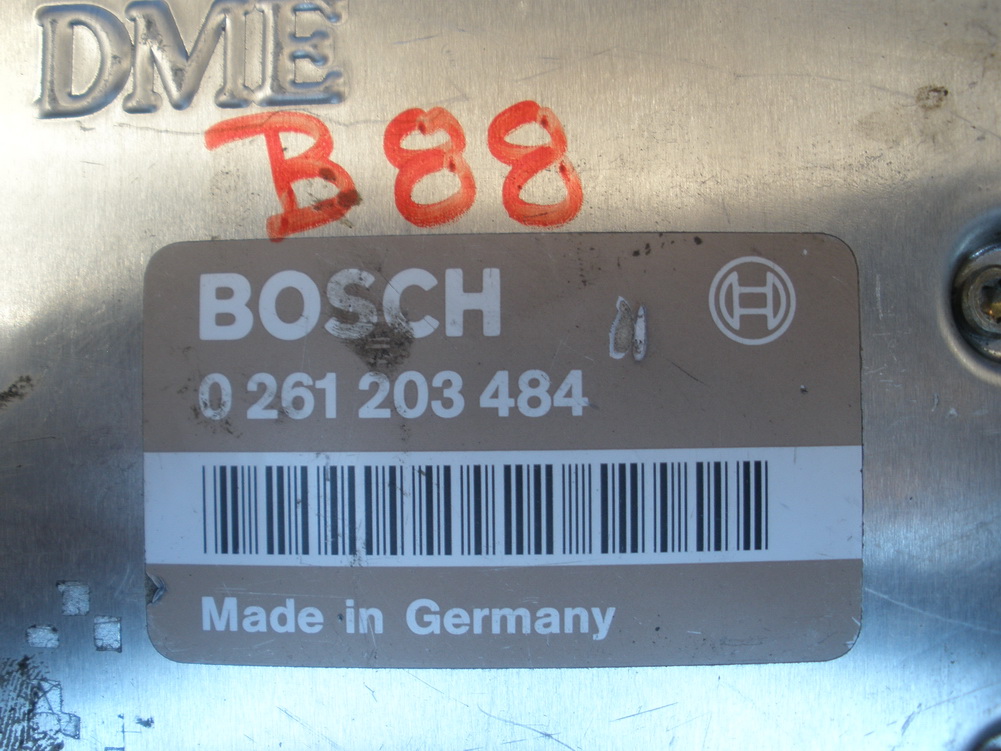 DME
B88
BOSCH
0 261 203 484
Made in Germany